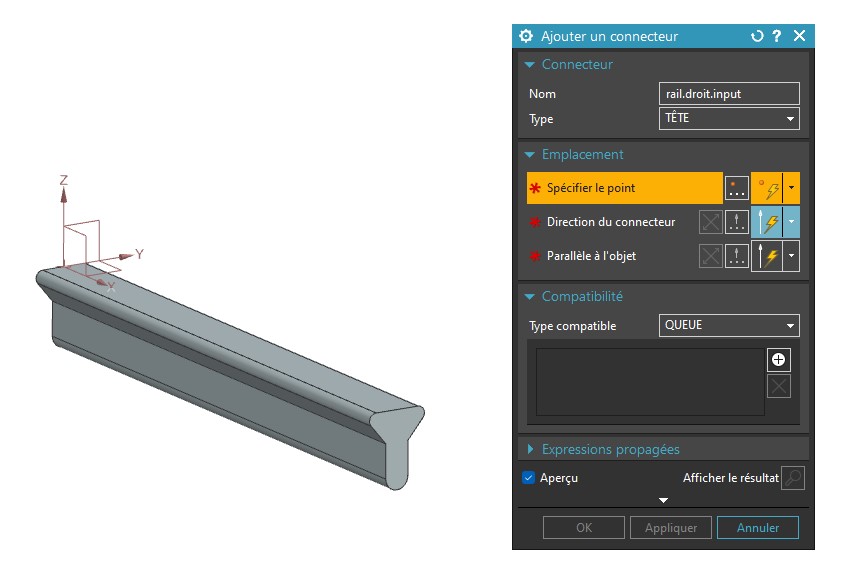 Z
Y
X
Ajouter un connecteur
?
Connecteur
Nom
rail.droit.input
Type
TÊTE
Emplacement
* Spécifier le point
* Direction du connecteur
* Parallèle à l'objet
Compatibilité
Type compatible
QUEUE
Expressions propagées
Aperçu
Afficher le résultat
OK
Appliquer
Annuler